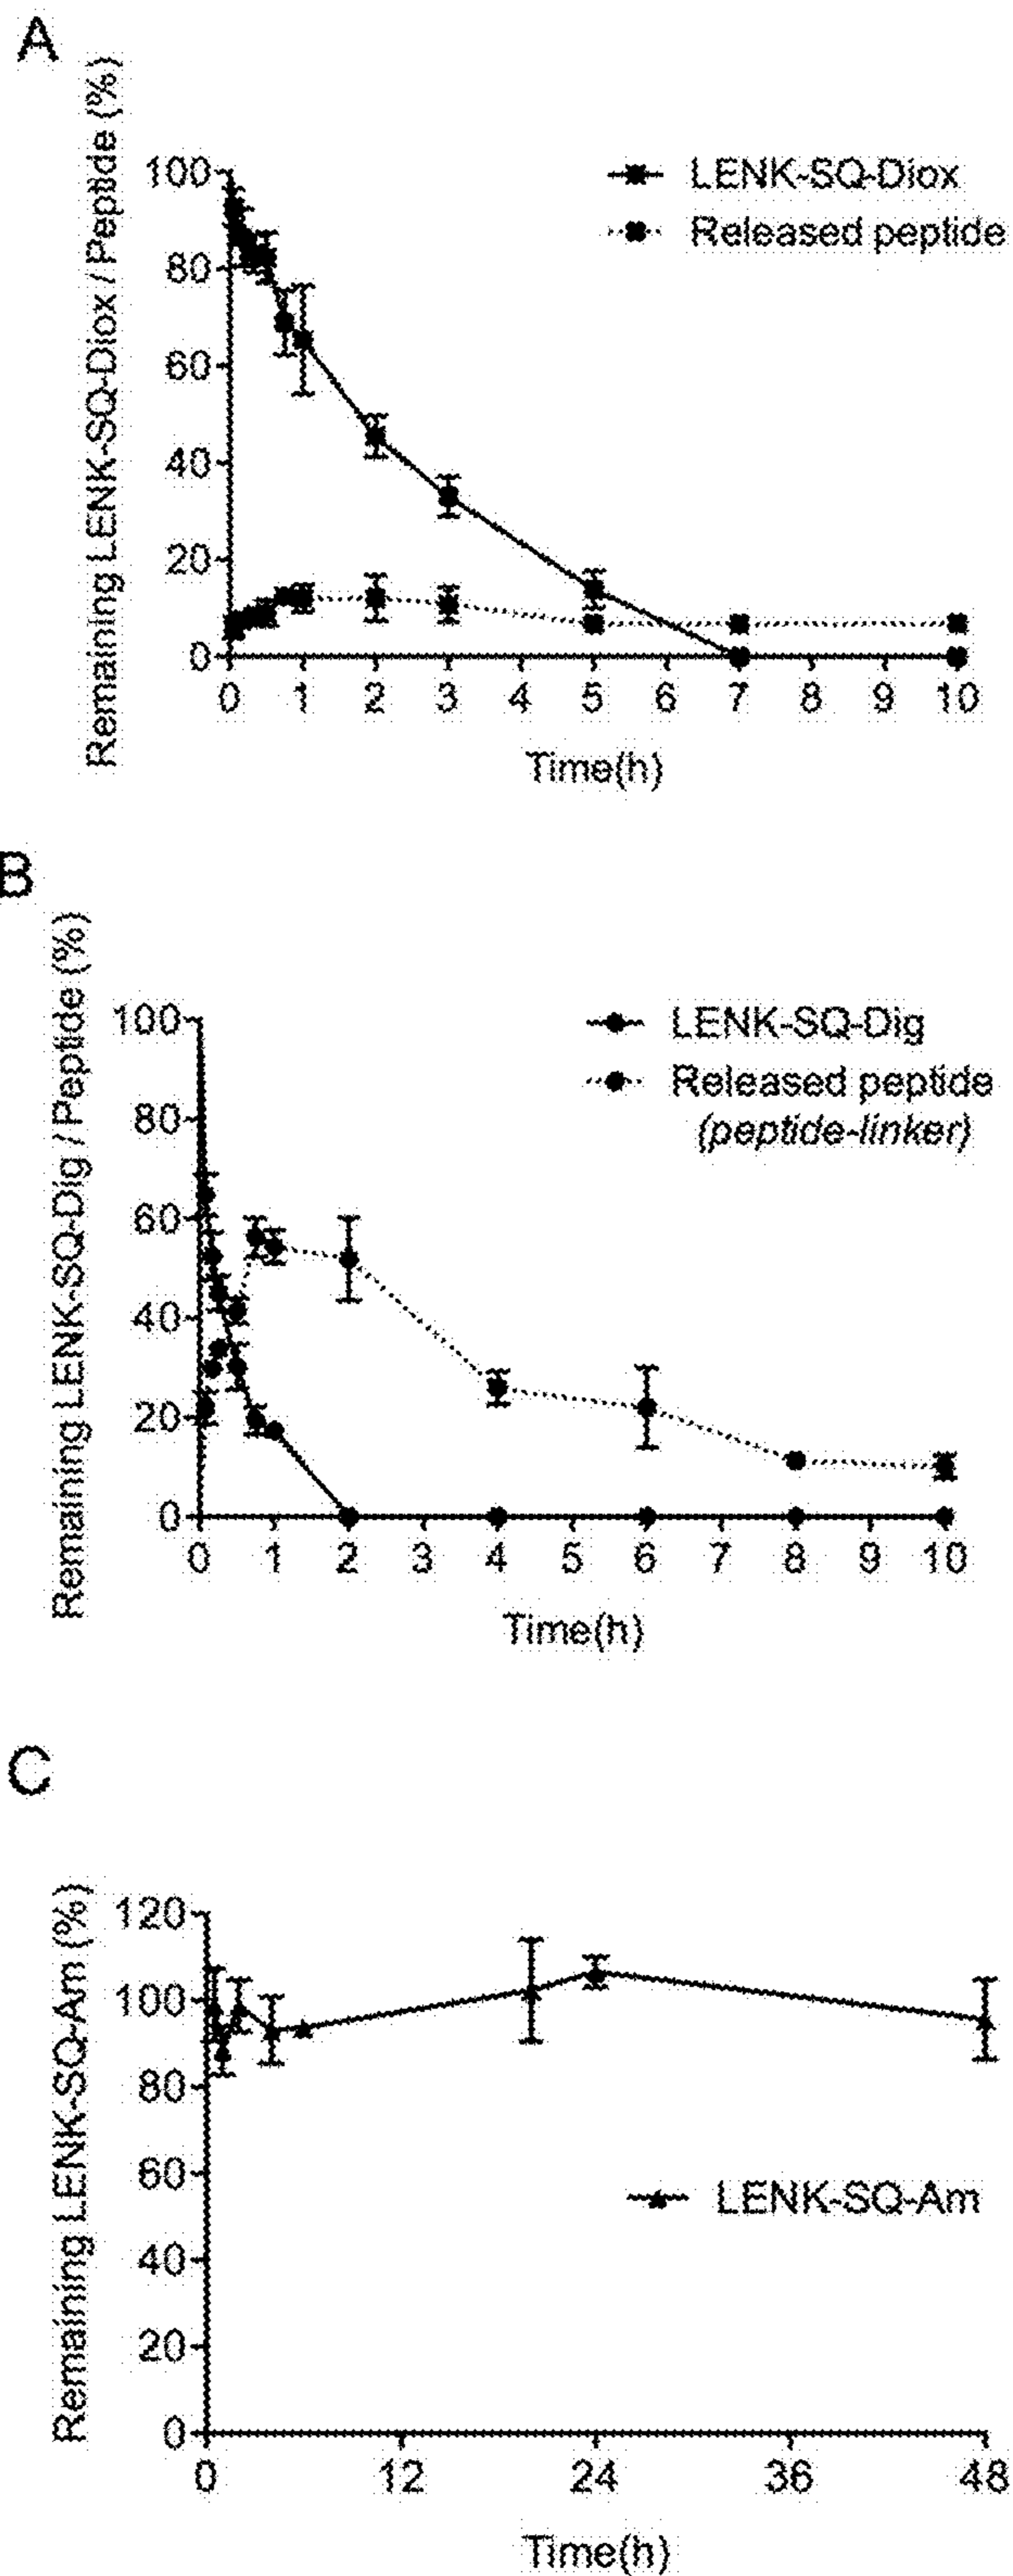 A
Remaining LENK-SQ-Diox / Peptide (%)
100
80
60
40
20
0
LENK-SQ-Diox
Released peptide
0 1 2 3 4 5 6 7 8 9 10
Time(h)
B
Remaining LENK-SQ-Dig / Peptide (%)
100
80
60
40
20
0
LENK-SQ-Dig
Released peptide
(peptide-linker)
0 1 2 3 4 5 6 7 8 9 10
Time(h)
C
Remaining LENK-SQ-Am (%)
120
100
80
60
40
20
0
LENK-SQ-Am
0 12 24 36 48
Time(h)